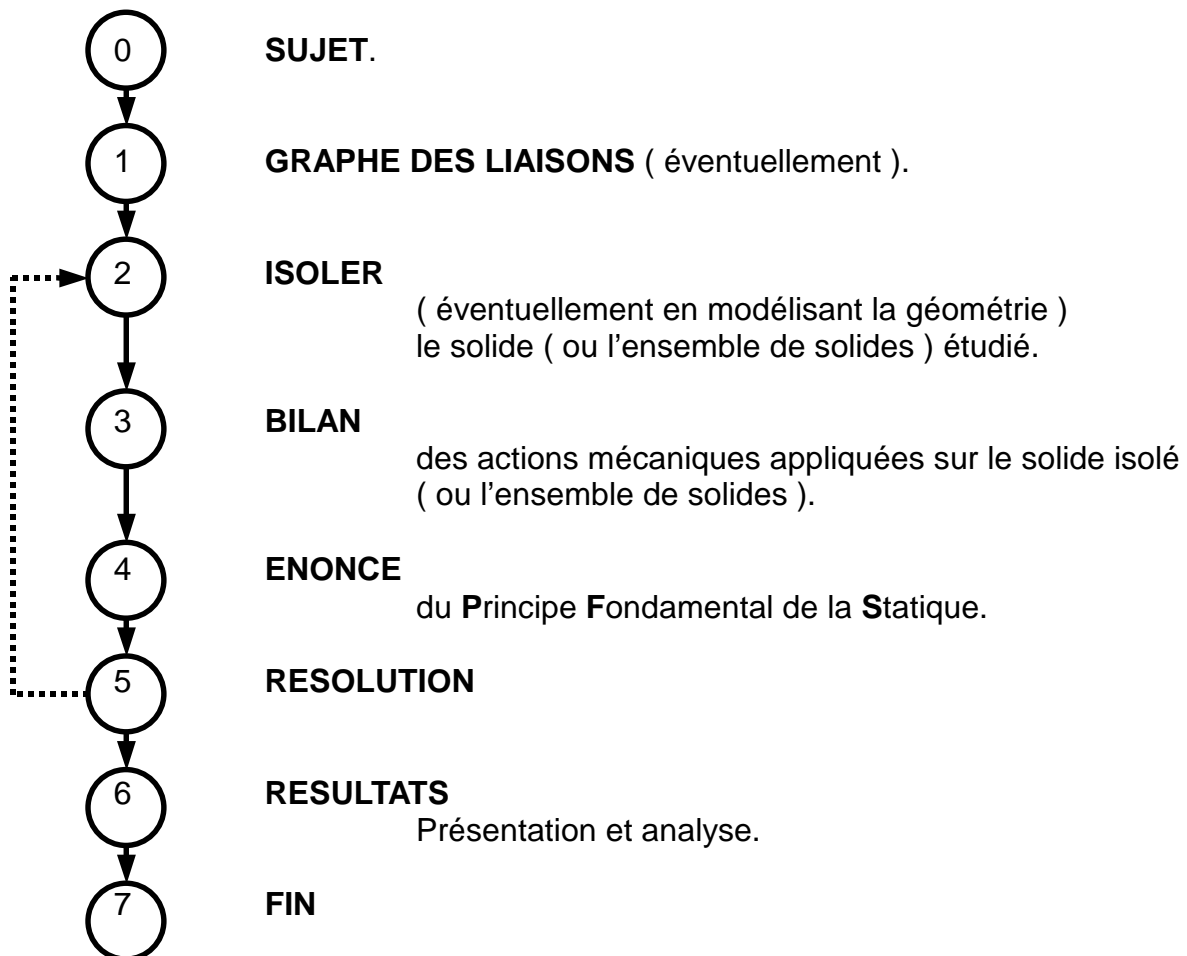 0 SUJET.
1 GRAPHE DES LIAISONS ( éventuellement ).
2 ISOLER
( éventuellement en modélisant la géométrie )
le solide ( ou l'ensemble de solides ) étudié.
3 BILAN
des actions mécaniques appliquées sur le solide isolé
( ou l'ensemble de solides ).
4 ENONCE
du Principe Fondamental de la Statique.
5 RESOLUTION
6 RESULTATS
Présentation et analyse.
7 FIN